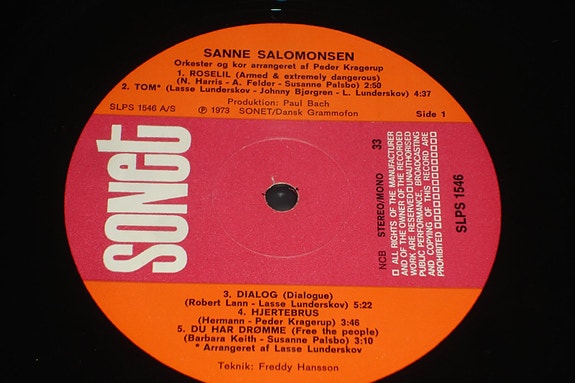 SANNE SALOMONSEN
Orkester og kor arrangeret af Peder Kragerup
1. ROSELIL (Armed & extremely dangerous)
(N. Harris - A. Felder - Susanne Palsbo) 2:50
2. TOM* (Lasse Lunderskov - Johnny Bjørgren - L. Lunderskov) 4:37
Produktion: Paul Bach
SLPS 1546 A/S ℗ 1973 SONET/Dansk Grammofon Side 1
sonet
NCB STEREO/MONO 33
□ ALL RIGHTS OF THE MANUFACTURER
AND OF THE OWNER OF THE RECORDED
WORK ARE RESERVED □ UNAUTHORISED
PUBLIC PERFORMANCE, BROADCASTING
AND COPYING OF THIS RECORD ARE
PROHIBITED □□□□□□□□□□□
SLPS 1546
3. DIALOG (Dialogue)
(Robert Lann - Lasse Lunderskov) 5:22
4. HJERTEBRUS
(Hermann - Peder Kragerup) 3:46
5. DU HAR DRØMME (Free the people)
(Barbara Keith - Susanne Palsbo) 3:10
* Arrangeret af Lasse Lunderskov
Teknik: Freddy Hansson